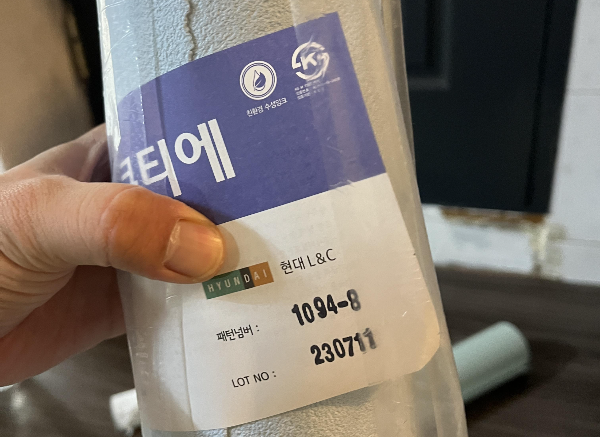 K
친환경 수성잉크
티에
HYUNDAI 현대 L&C
패턴넘버 : 1094-8
LOT NO : 230711